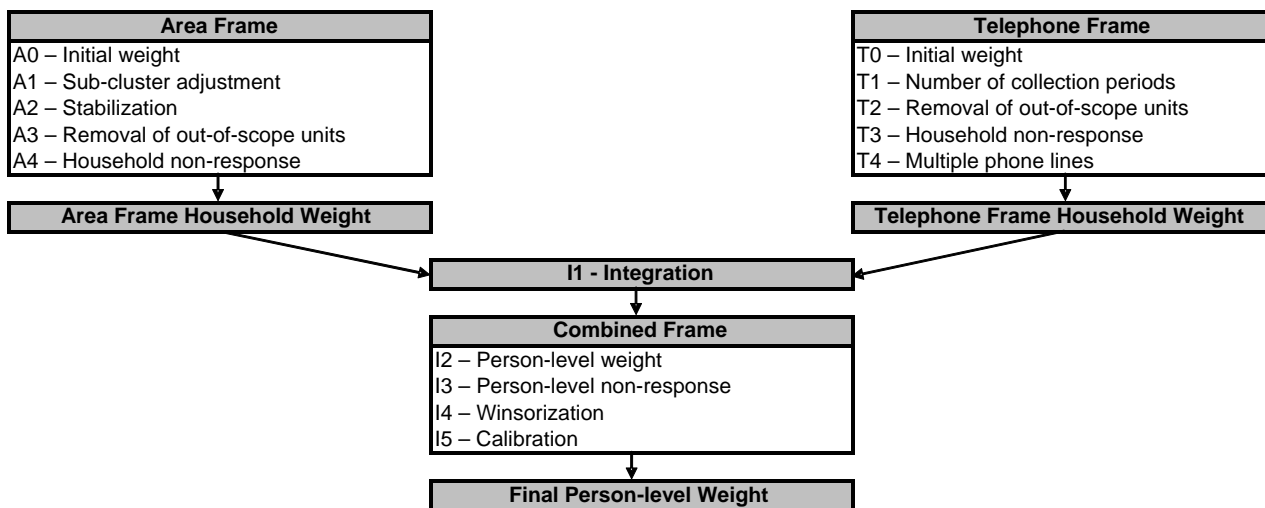 Area Frame
A0 – Initial weight
A1 – Sub-cluster adjustment
A2 – Stabilization
A3 – Removal of out-of-scope units
A4 – Household non-response
Area Frame Household Weight
Telephone Frame
T0 – Initial weight
T1 – Number of collection periods
T2 – Removal of out-of-scope units
T3 – Household non-response
T4 – Multiple phone lines
Telephone Frame Household Weight
I1 - Integration
Combined Frame
I2 – Person-level weight
I3 – Person-level non-response
I4 – Winsorization
I5 – Calibration
Final Person-level Weight